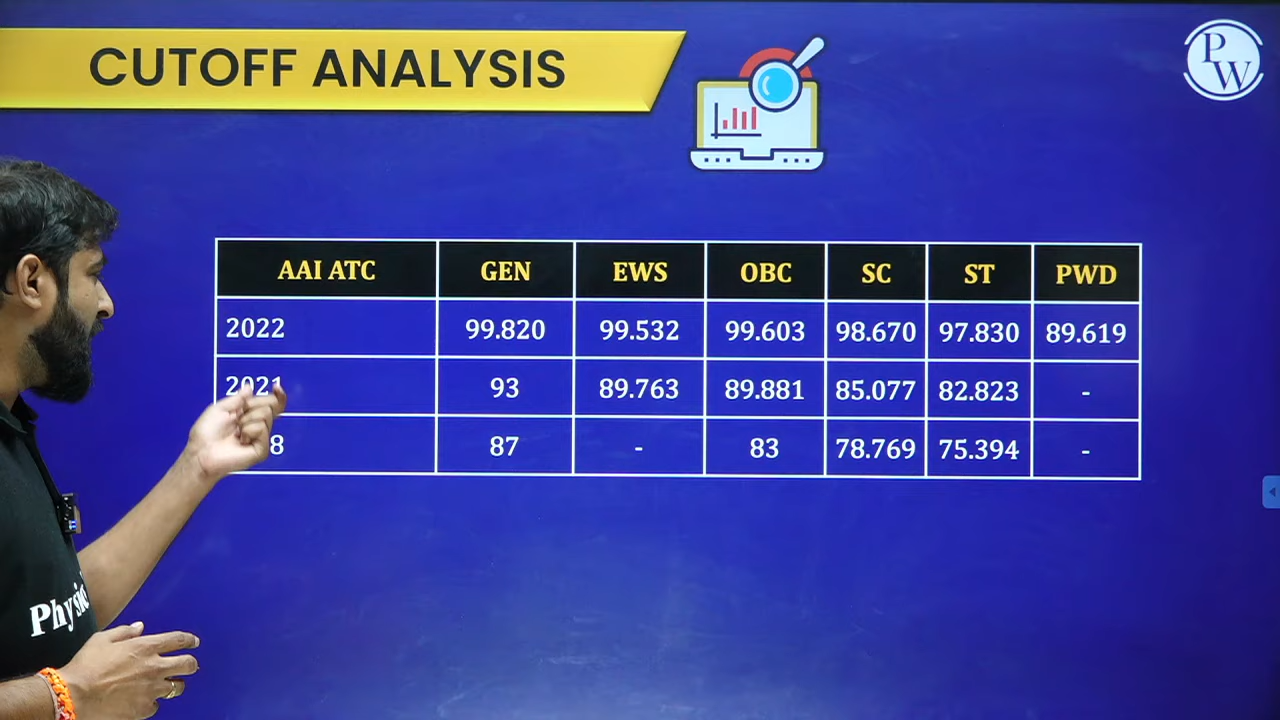 CUTOFF ANALYSIS
PW
AAI ATC GEN EWS OBC SC ST PWD
2022 99.820 99.532 99.603 98.670 97.830 89.619
2021 93 89.763 89.881 85.077 82.823 -
8 87 - 83 78.769 75.394 -
Physic